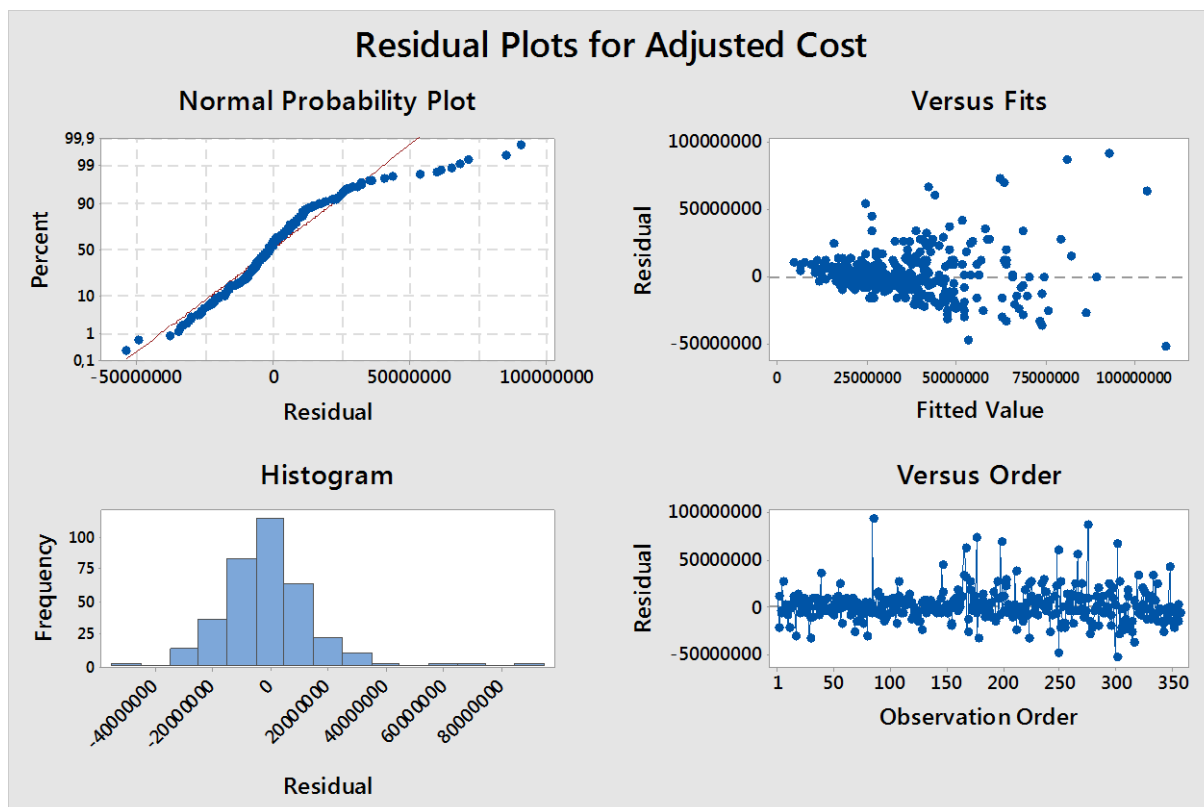 Residual Plots for Adjusted Cost
Normal Probability Plot
Percent
99,9
99
90
50
10
1
0,1
-50000000 0 50000000 100000000
Residual
Versus Fits
Residual
100000000
50000000
0
-50000000
0 25000000 50000000 75000000 100000000
Fitted Value
Histogram
Frequency
100
75
50
25
0
-40000000 -20000000 0 20000000 40000000 60000000 80000000
Residual
Versus Order
Residual
100000000
50000000
0
-50000000
1 50 100 150 200 250 300 350
Observation Order